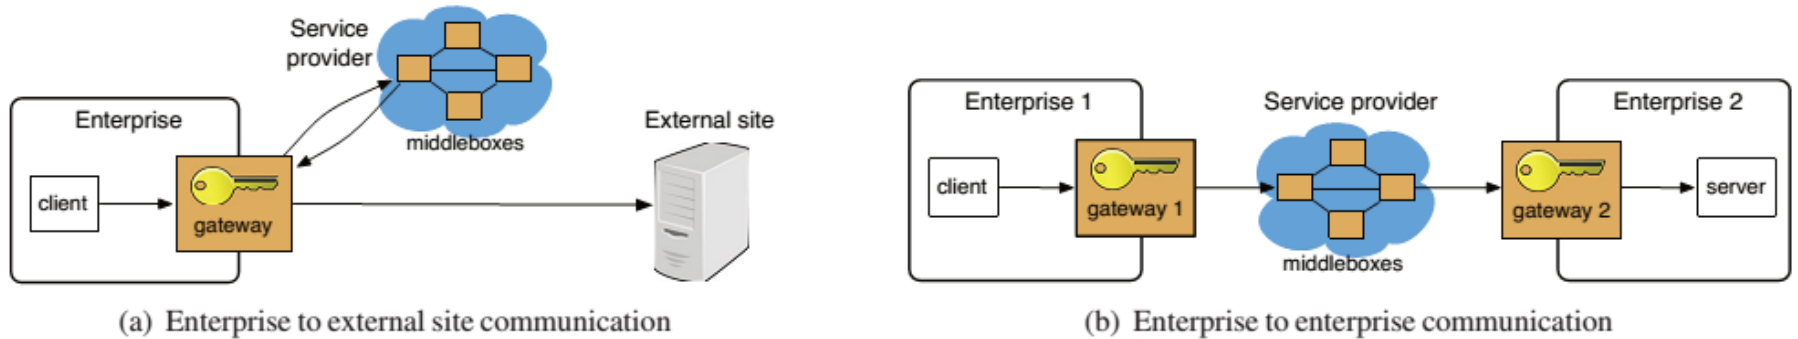 Service
provider
Enterprise
client
gateway
middleboxes
External site
(a) Enterprise to external site communication
Enterprise 1
client
gateway 1
Service provider
middleboxes
Enterprise 2
gateway 2
server
(b) Enterprise to enterprise communication